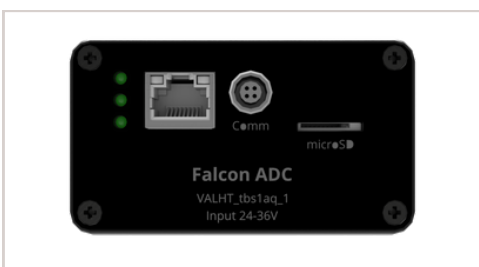 Comm
microSD
Falcon ADC
VALHT_tbs1aq_1
Input 24-36V